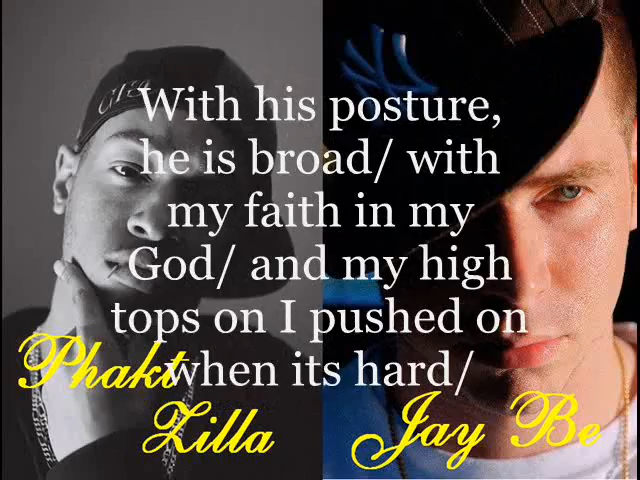 With his posture,
he is broad/ with
my faith in my
God/ and my high
tops on I pushed on
when its hard/
Phakt
Zilla
Jay Be